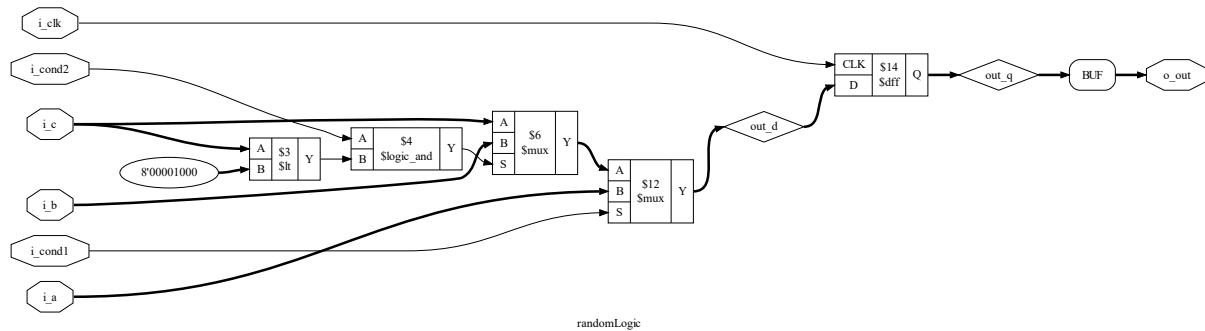 i_clk
i_cond2
i_c
8'00001000
i_b
i_cond1
i_a
A
B
$3
$lt
Y
A
B
$4
$logic_and
Y
A
B
S
$6
$mux
Y
A
B
S
$12
$mux
Y
out_d
CLK
D
$14
$dff
Q
out_q
BUF
o_out
randomLogic